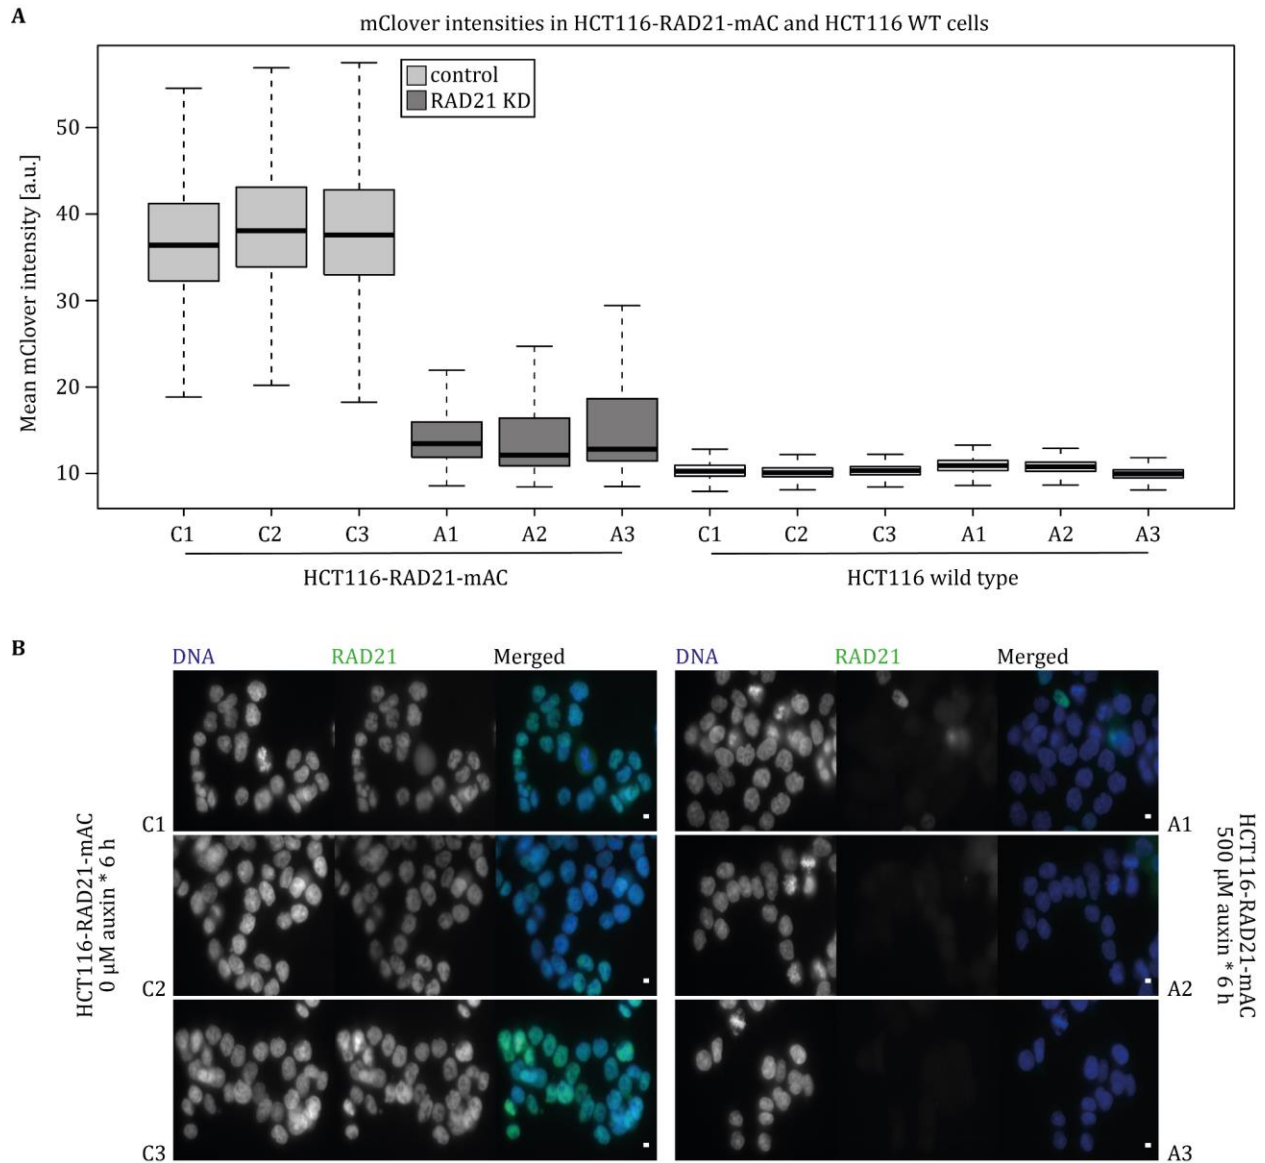 A
mClover intensities in HCT116-RAD21-mAC and HCT116 WT cells
control
RAD21 KD
Mean mClover intensity [a.u.]
50
40
30
20
10
C1 C2 C3 A1 A2 A3 C1 C2 C3 A1 A2 A3
HCT116-RAD21-mAC HCT116 wild type
B
DNA RAD21 Merged DNA RAD21 Merged
HCT116-RAD21-mAC
0 µM auxin * 6 h
C1
C2
C3
A1
A2
A3
HCT116-RAD21-mAC
500 µM auxin * 6 h